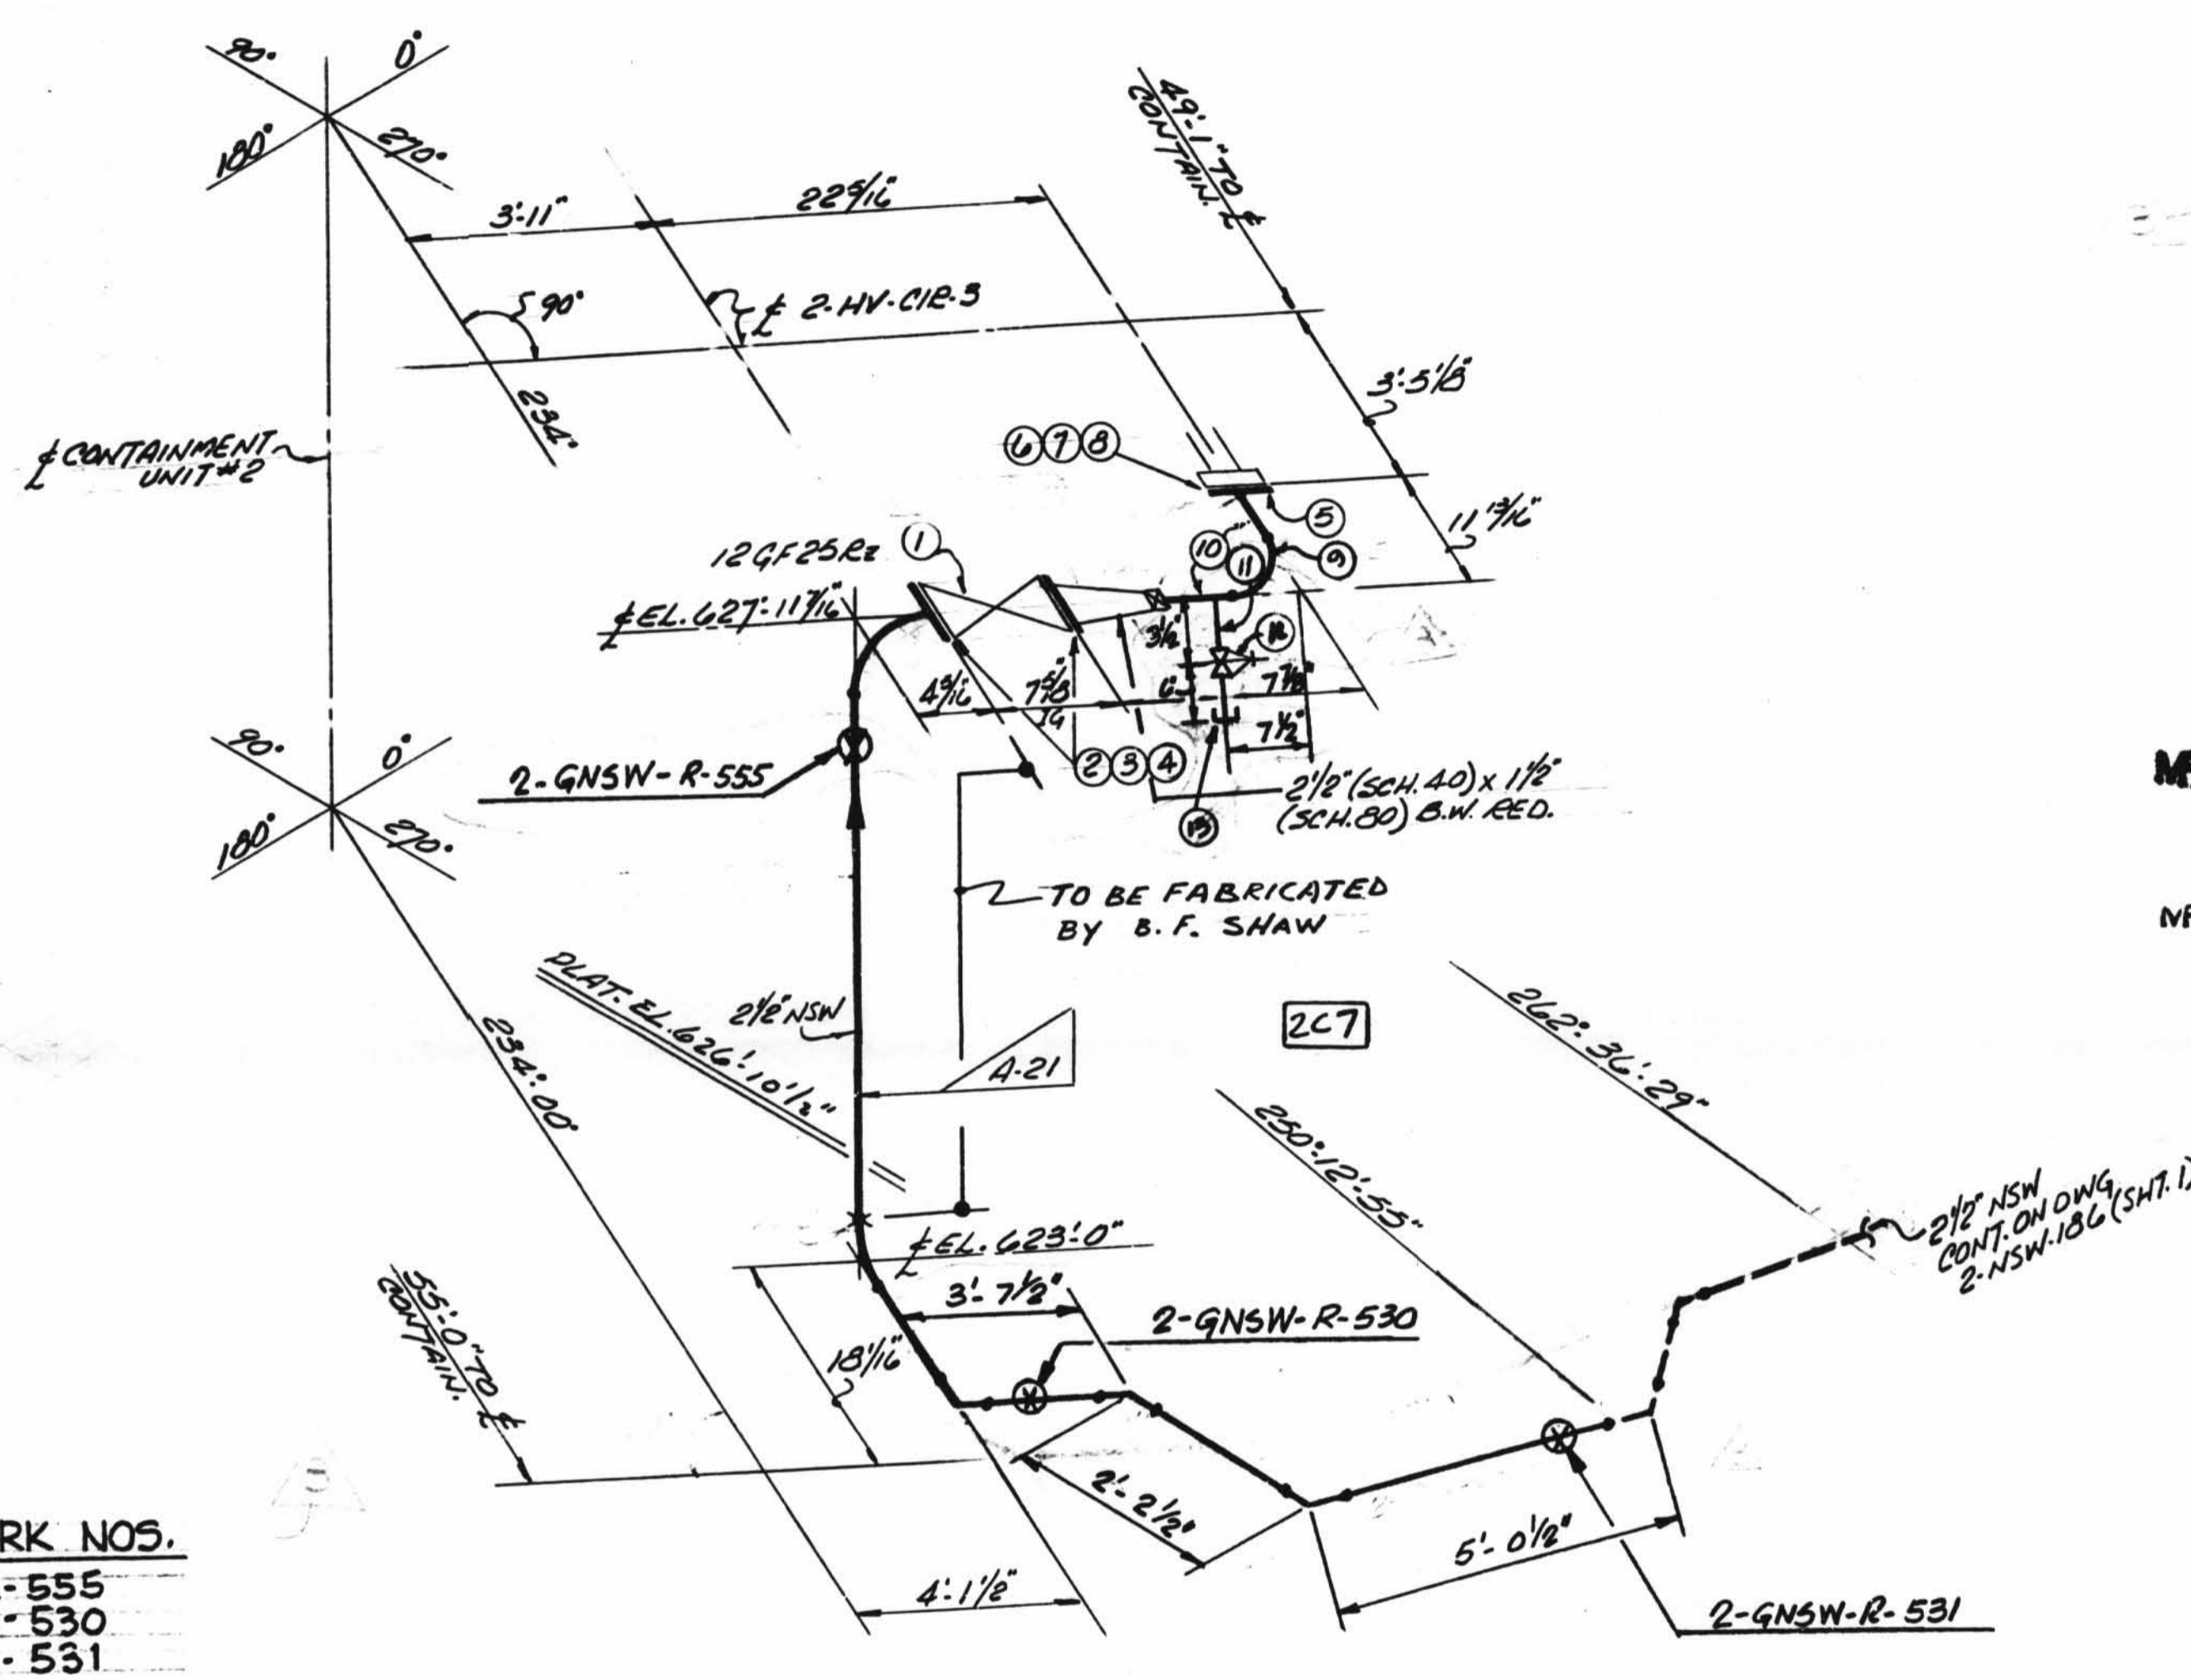 90° 0°
180° 270°
49'-1" TO
CONTAIN. ℄
3'-11" 22 5/16"
90°
℄ 2-HV-CIR-3
234°
3'-5 1/8"
℄ CONTAINMENT
UNIT #2
6 7 8
5
11 13/16"
12GF25R2 1
10 11 9
℄ EL. 627'-11 7/16"
3 1/2" 12
4 5/16" 7 5/8" 6" 7 7/8"
1G
7 1/2"
90° 0°
180° 270°
2-GNSW-R-555
2 3 4
2 1/2" (SCH. 40) X 1 1/2"
(SCH. 80) B.W. RED.
13
TO BE FABRICATED
BY B. F. SHAW
PLAT. EL. 626'-10 1/2"
2 1/2" NSW
2C7
A-21
234°-00'
262°-36'-29"
250°-12'-55"
2 1/2" NSW
CONT. ON DWG
2-NSW-186 (SHT. 1)
℄ EL. 623'-0"
3'-7 1/2"
2-GNSW-R-530
55'-0" TO
CONTAIN. ℄
18 1/16"
2'-2 1/2"
5'-0 1/2"
4'-1 1/2"
2-GNSW-R-531
RK NOS.
-555
-530
-531